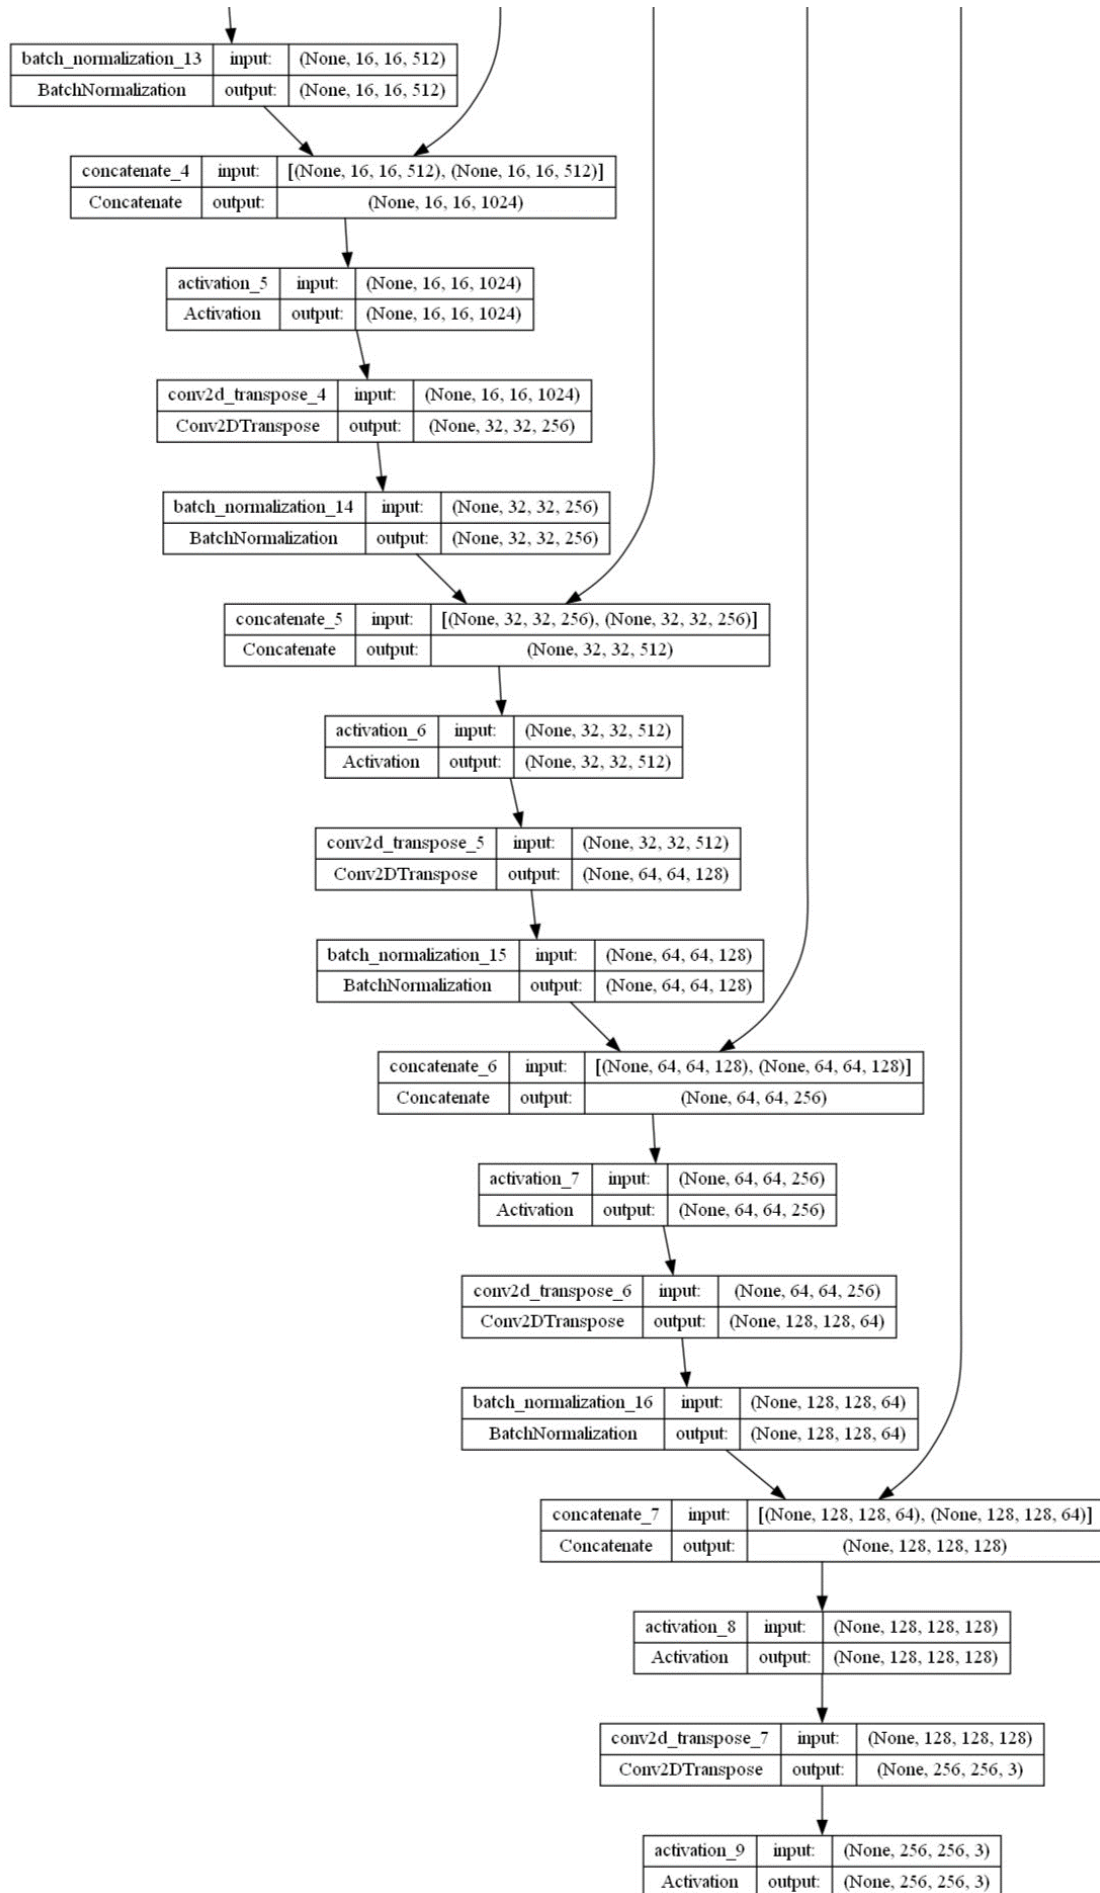 batch_normalization_13 input: (None, 16, 16, 512)
BatchNormalization output: (None, 16, 16, 512)
concatenate_4 input: [(None, 16, 16, 512), (None, 16, 16, 512)]
Concatenate output: (None, 16, 16, 1024)
activation_5 input: (None, 16, 16, 1024)
Activation output: (None, 16, 16, 1024)
conv2d_transpose_4 input: (None, 16, 16, 1024)
Conv2DTranspose output: (None, 32, 32, 256)
batch_normalization_14 input: (None, 32, 32, 256)
BatchNormalization output: (None, 32, 32, 256)
concatenate_5 input: [(None, 32, 32, 256), (None, 32, 32, 256)]
Concatenate output: (None, 32, 32, 512)
activation_6 input: (None, 32, 32, 512)
Activation output: (None, 32, 32, 512)
conv2d_transpose_5 input: (None, 32, 32, 512)
Conv2DTranspose output: (None, 64, 64, 128)
batch_normalization_15 input: (None, 64, 64, 128)
BatchNormalization output: (None, 64, 64, 128)
concatenate_6 input: [(None, 64, 64, 128), (None, 64, 64, 128)]
Concatenate output: (None, 64, 64, 256)
activation_7 input: (None, 64, 64, 256)
Activation output: (None, 64, 64, 256)
conv2d_transpose_6 input: (None, 64, 64, 256)
Conv2DTranspose output: (None, 128, 128, 64)
batch_normalization_16 input: (None, 128, 128, 64)
BatchNormalization output: (None, 128, 128, 64)
concatenate_7 input: [(None, 128, 128, 64), (None, 128, 128, 64)]
Concatenate output: (None, 128, 128, 128)
activation_8 input: (None, 128, 128, 128)
Activation output: (None, 128, 128, 128)
conv2d_transpose_7 input: (None, 128, 128, 128)
Conv2DTranspose output: (None, 256, 256, 3)
activation_9 input: (None, 256, 256, 3)
Activation output: (None, 256, 256, 3)